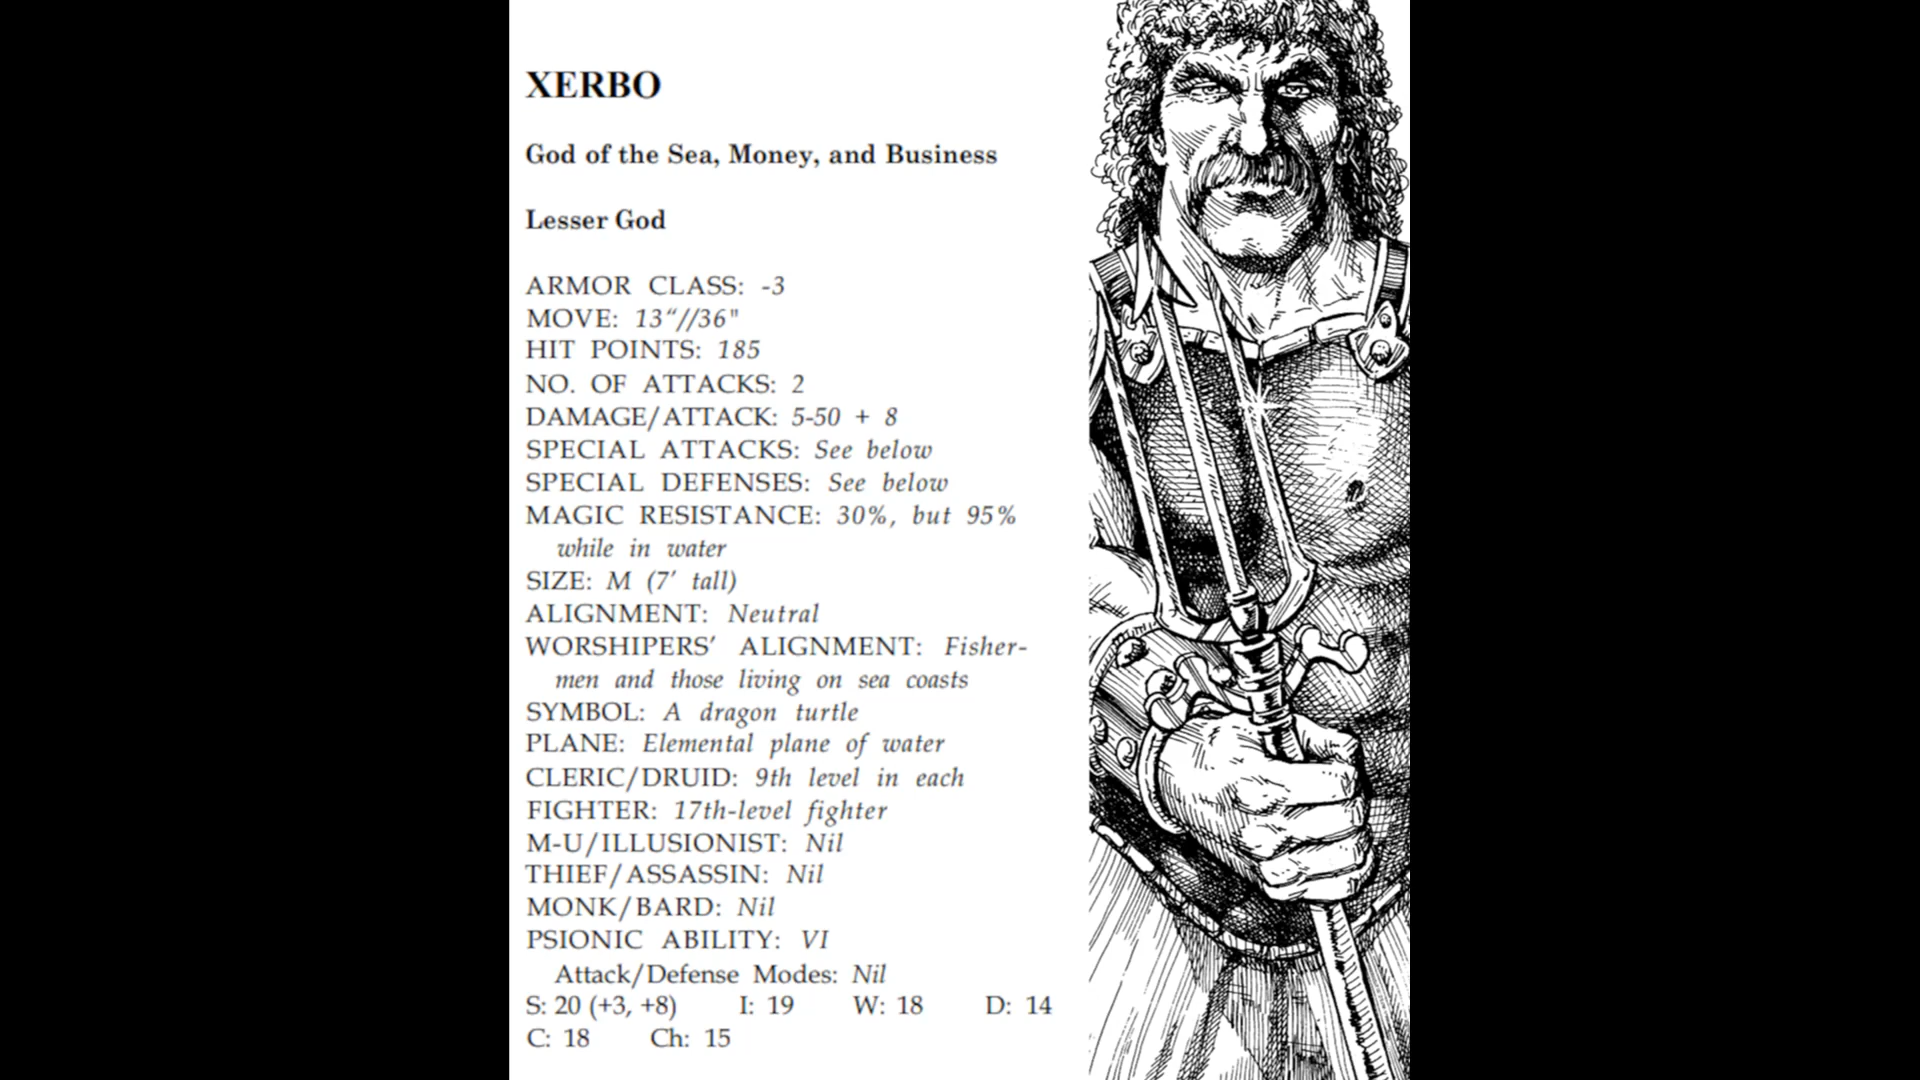 XERBO
God of the Sea, Money, and Business
Lesser God
ARMOR CLASS: -3
MOVE: 13“//36"
HIT POINTS: 185
NO. OF ATTACKS: 2
DAMAGE/ATTACK: 5-50 + 8
SPECIAL ATTACKS: See below
SPECIAL DEFENSES: See below
MAGIC RESISTANCE: 30%, but 95%
while in water
SIZE: M (7’ tall)
ALIGNMENT: Neutral
WORSHIPERS’ ALIGNMENT: Fisher-
men and those living on sea coasts
SYMBOL: A dragon turtle
PLANE: Elemental plane of water
CLERIC/DRUID: 9th level in each
FIGHTER: 17th-level fighter
M-U/ILLUSIONIST: Nil
THIEF/ASSASSIN: Nil
MONK/BARD: Nil
PSIONIC ABILITY: VI
Attack/Defense Modes: Nil
S: 20 (+3, +8) I: 19 W: 18 D: 14
C: 18 Ch: 15